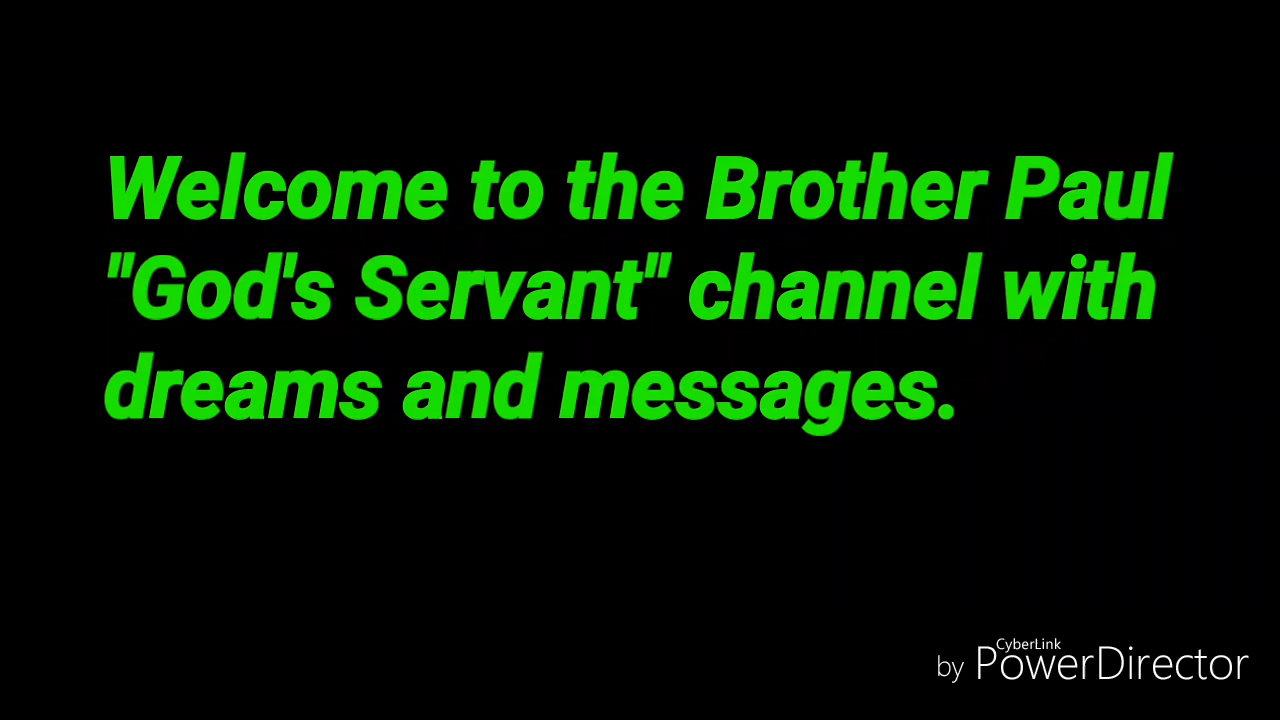 Welcome to the Brother Paul
"God's Servant" channel with
dreams and messages.
CyberLink
by PowerDirector